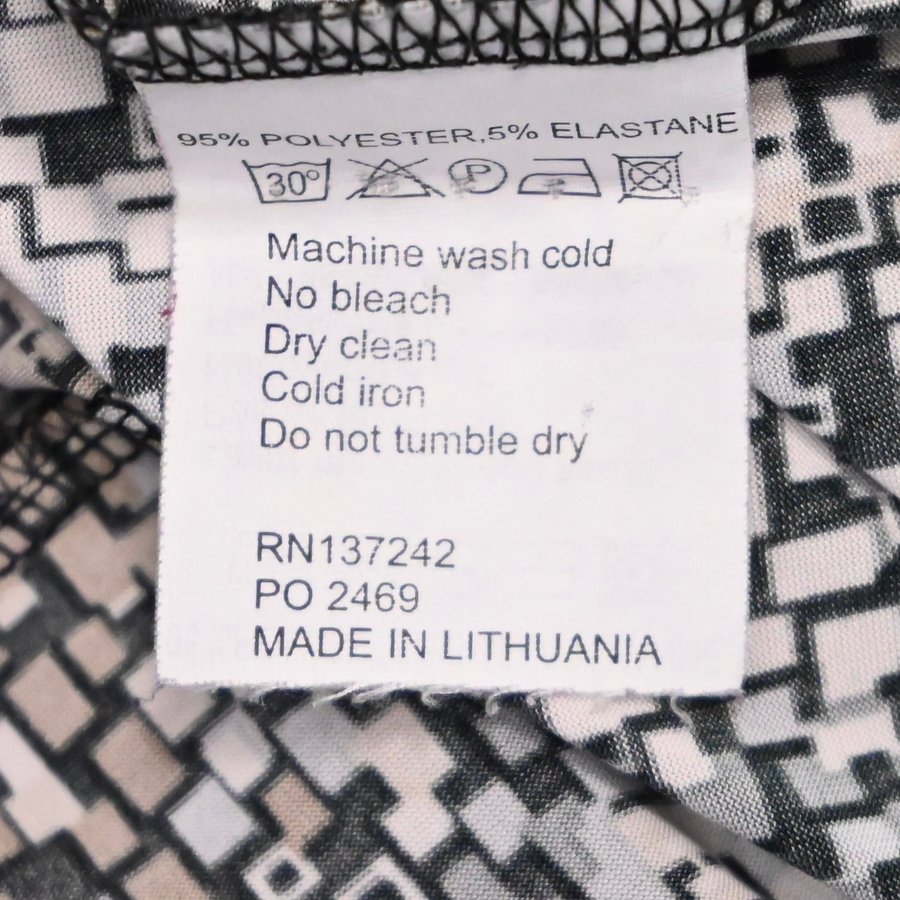 95% POLYESTER,5% ELASTANE
30° P
Machine wash cold
No bleach
Dry clean
Cold iron
Do not tumble dry
RN137242
PO 2469
MADE IN LITHUANIA